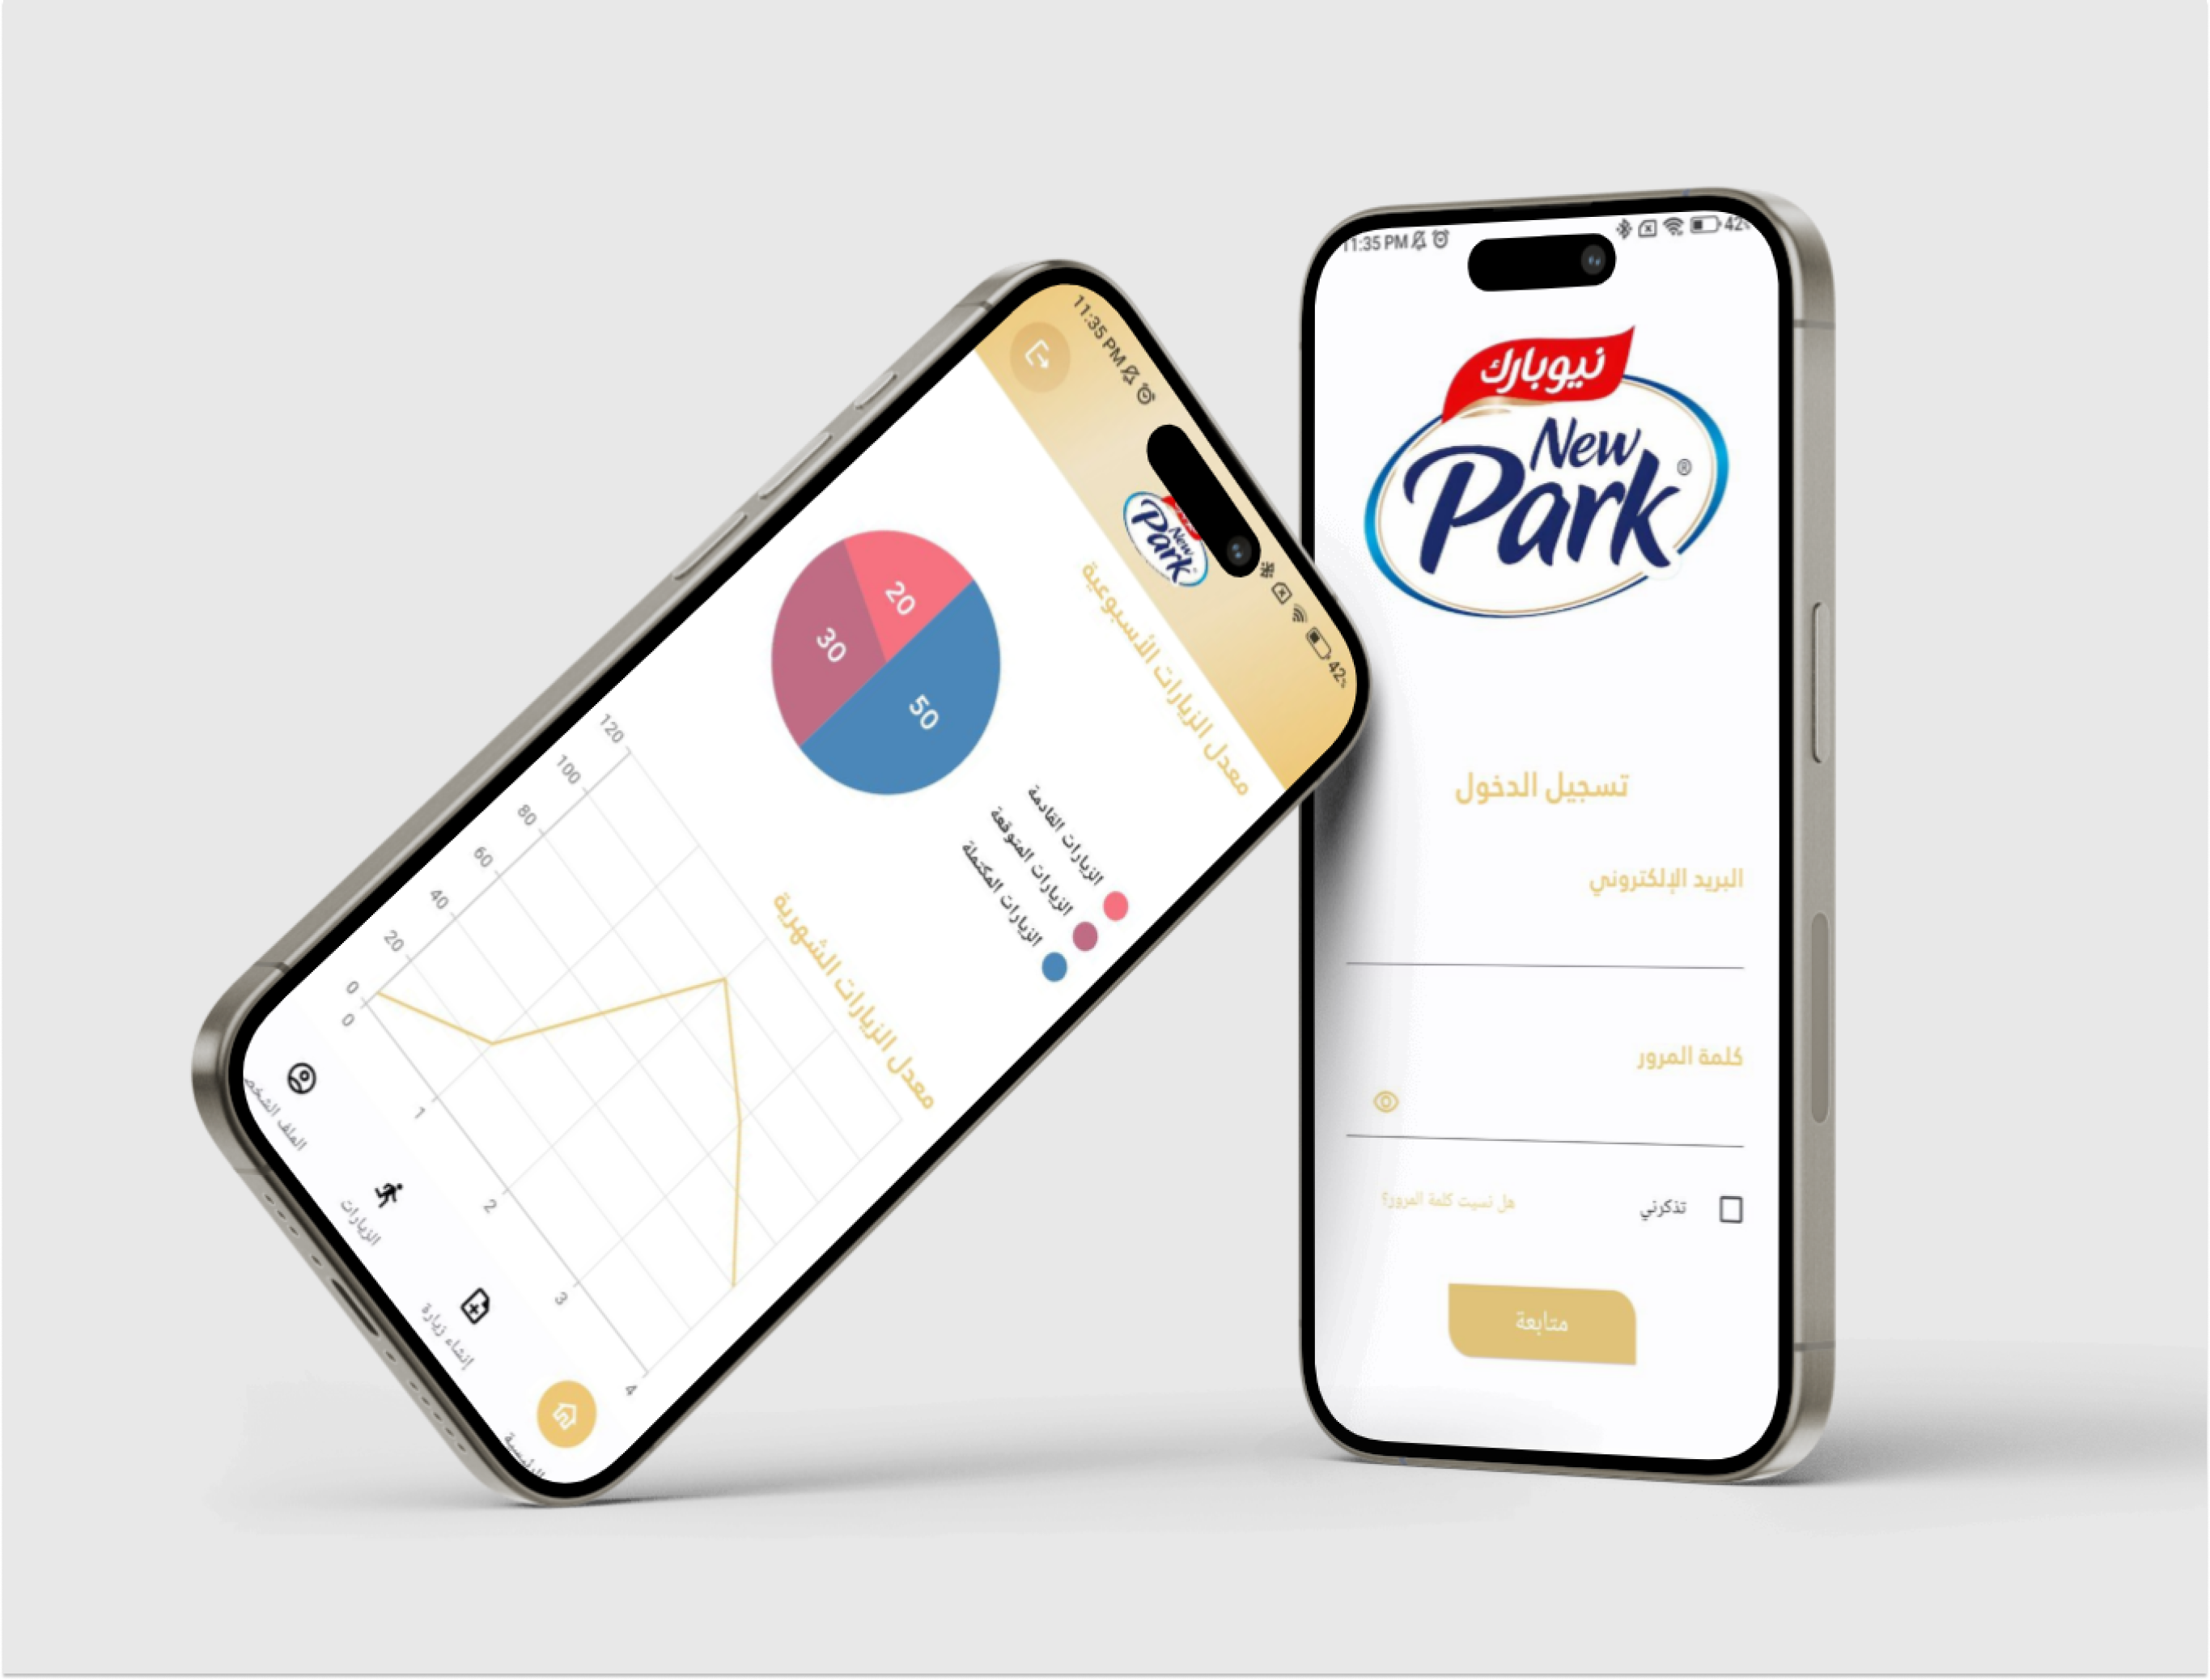 11:35 PM
42%
نيوبارك
New
Park®
تسجيل الدخول
البريد الإلكتروني
كلمة المرور
تذكرني
هل نسيت كلمة المرور؟
متابعة
11:35 PM
42%
New
Park
معدل الزيارات الأسبوعية
20
30
50
الزيارات القادمة
الزيارات المتوقعة
الزيارات المكتملة
معدل الزيارات الشهرية
120
100
80
60
40
20
0
0
1
2
3
4
الرئيسية
إنشاء زيارة
الزيارات
الملف الشخص